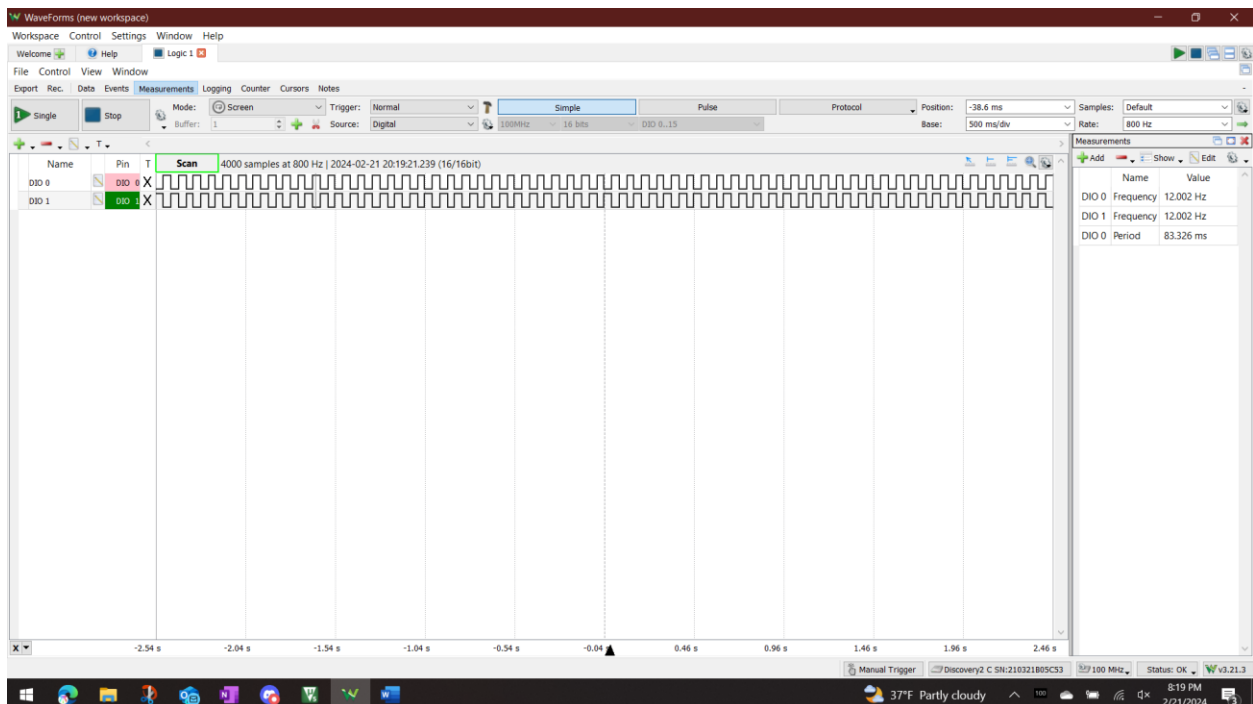 WaveForms (new workspace)
Workspace Control Settings Window Help
Welcome Help Logic 1
File Control View Window
Export Rec. Data Events Measurements Logging Counter Cursors Notes
Single Stop Mode: Screen Trigger: Normal Simple Pulse Protocol Position: -38.6 ms Samples: Default
Buffer: 1 Source: Digital 100MHz 16 bits DIO 0..15 Base: 500 ms/div Rate: 800 Hz
T Measurements
Name Pin T Scan 4000 samples at 800 Hz | 2024-02-21 20:19:21.239 (16/16bit) Add Show Edit
Name Value
DIO 0 DIO 0 X
DIO 1 DIO 1 X
DIO 0 Frequency 12.002 Hz
DIO 1 Frequency 12.002 Hz
DIO 0 Period 83.326 ms
X -2.54 s -2.04 s -1.54 s -1.04 s -0.54 s -0.04 0.46 s 0.96 s 1.46 s 1.96 s 2.46 s
Manual Trigger Discovery2 C SN:210321B05C53 100 MHz Status: OK v3.21.3
37°F Partly cloudy 100 8:19 PM
2/21/2024 3